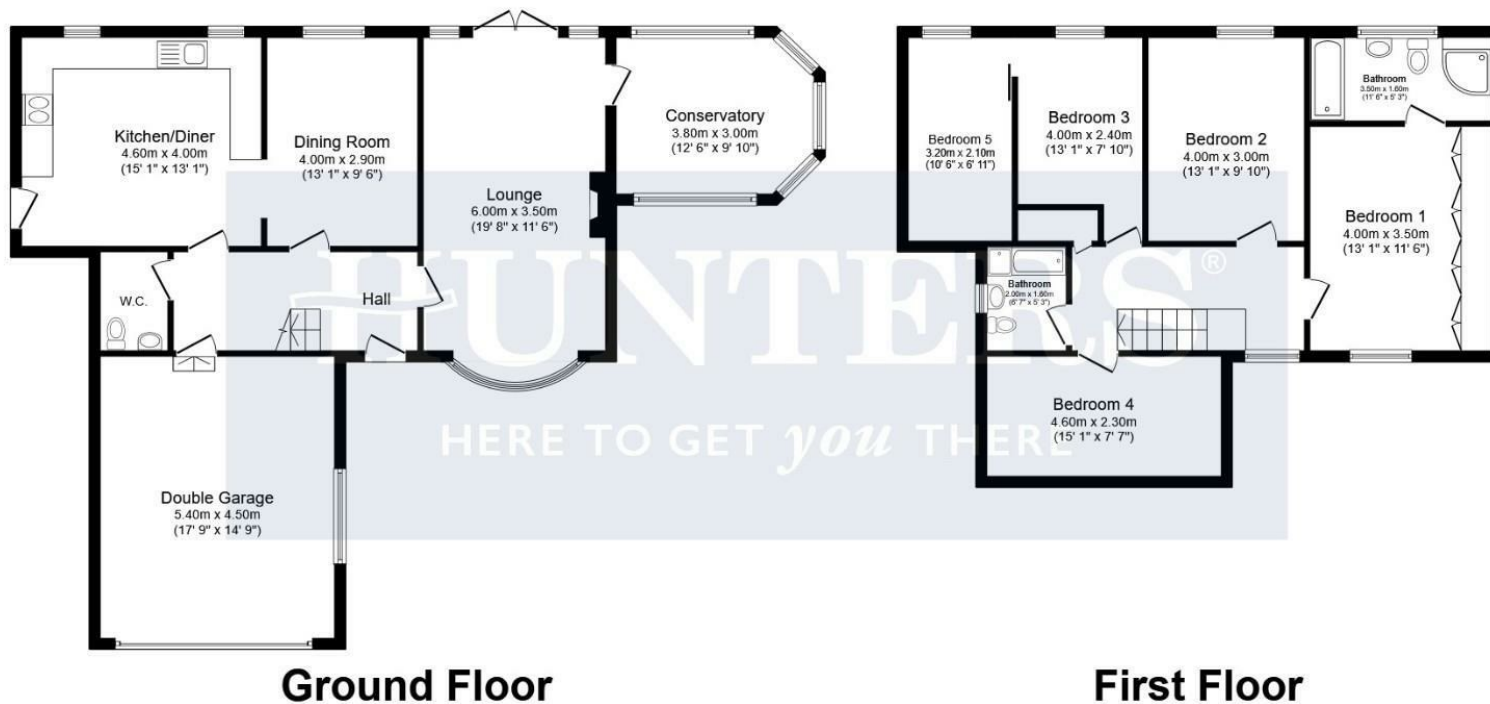 Kitchen/Diner
4.60m x 4.00m
(15' 1" x 13' 1")
Dining Room
4.00m x 2.90m
(13' 1" x 9' 6")
Lounge
6.00m x 3.50m
(19' 8" x 11' 6")
Conservatory
3.80m x 3.00m
(12' 6" x 9' 10")
W.C.
Hall
Double Garage
5.40m x 4.50m
(17' 9" x 14' 9")
Ground Floor
Bedroom 5
3.20m x 2.10m
(10' 6" x 6' 11")
Bedroom 3
4.00m x 2.40m
(13' 1" x 7' 10")
Bedroom 2
4.00m x 3.00m
(13' 1" x 9' 10")
Bathroom
3.50m x 1.60m
(11' 6" x 5' 3")
Bedroom 1
4.00m x 3.50m
(13' 1" x 11' 6")
Bathroom
2.00m x 1.60m
(6' 7" x 5' 3")
Bedroom 4
4.60m x 2.30m
(15' 1" x 7' 7")
First Floor
HUNTERS®
HERE TO GET you THERE